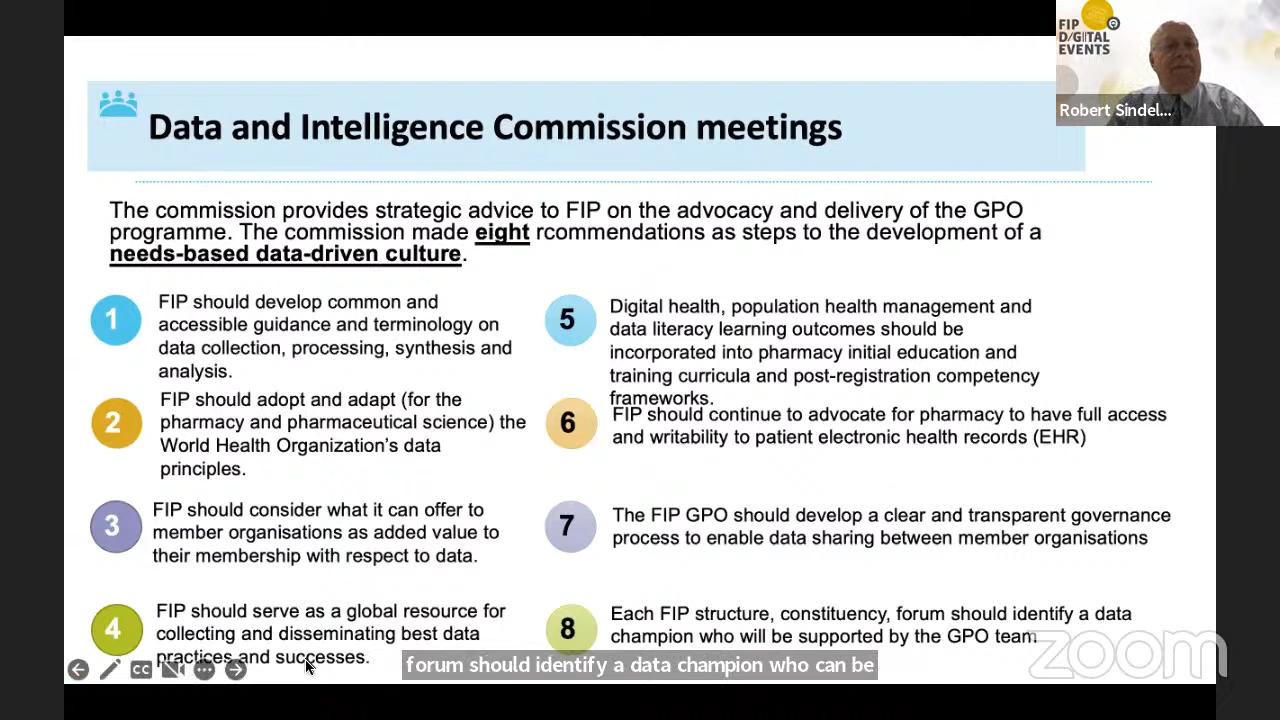 FIP
D/G/TAL
EVENTS
Robert Sindel...
Data and Intelligence Commission meetings
The commission provides strategic advice to FIP on the advocacy and delivery of the GPO
programme. The commission made eight rcommendations as steps to the development of a
needs-based data-driven culture.
1
FIP should develop common and
accessible guidance and terminology on
data collection, processing, synthesis and
analysis.
2
FIP should adopt and adapt (for the
pharmacy and pharmaceutical science) the
World Health Organization's data
principles.
3
FIP should consider what it can offer to
member organisations as added value to
their membership with respect to data.
4
FIP should serve as a global resource for
collecting and disseminating best data
practices and successes.
5
Digital health, population health management and
data literacy learning outcomes should be
incorporated into pharmacy initial education and
training curricula and post-registration competency
frameworks.
6
FIP should continue to advocate for pharmacy to have full access
and writability to patient electronic health records (EHR)
7
The FIP GPO should develop a clear and transparent governance
process to enable data sharing between member organisations
8
Each FIP structure, constituency, forum should identify a data
champion who will be supported by the GPO team
CC
forum should identify a data champion who can be
zoom